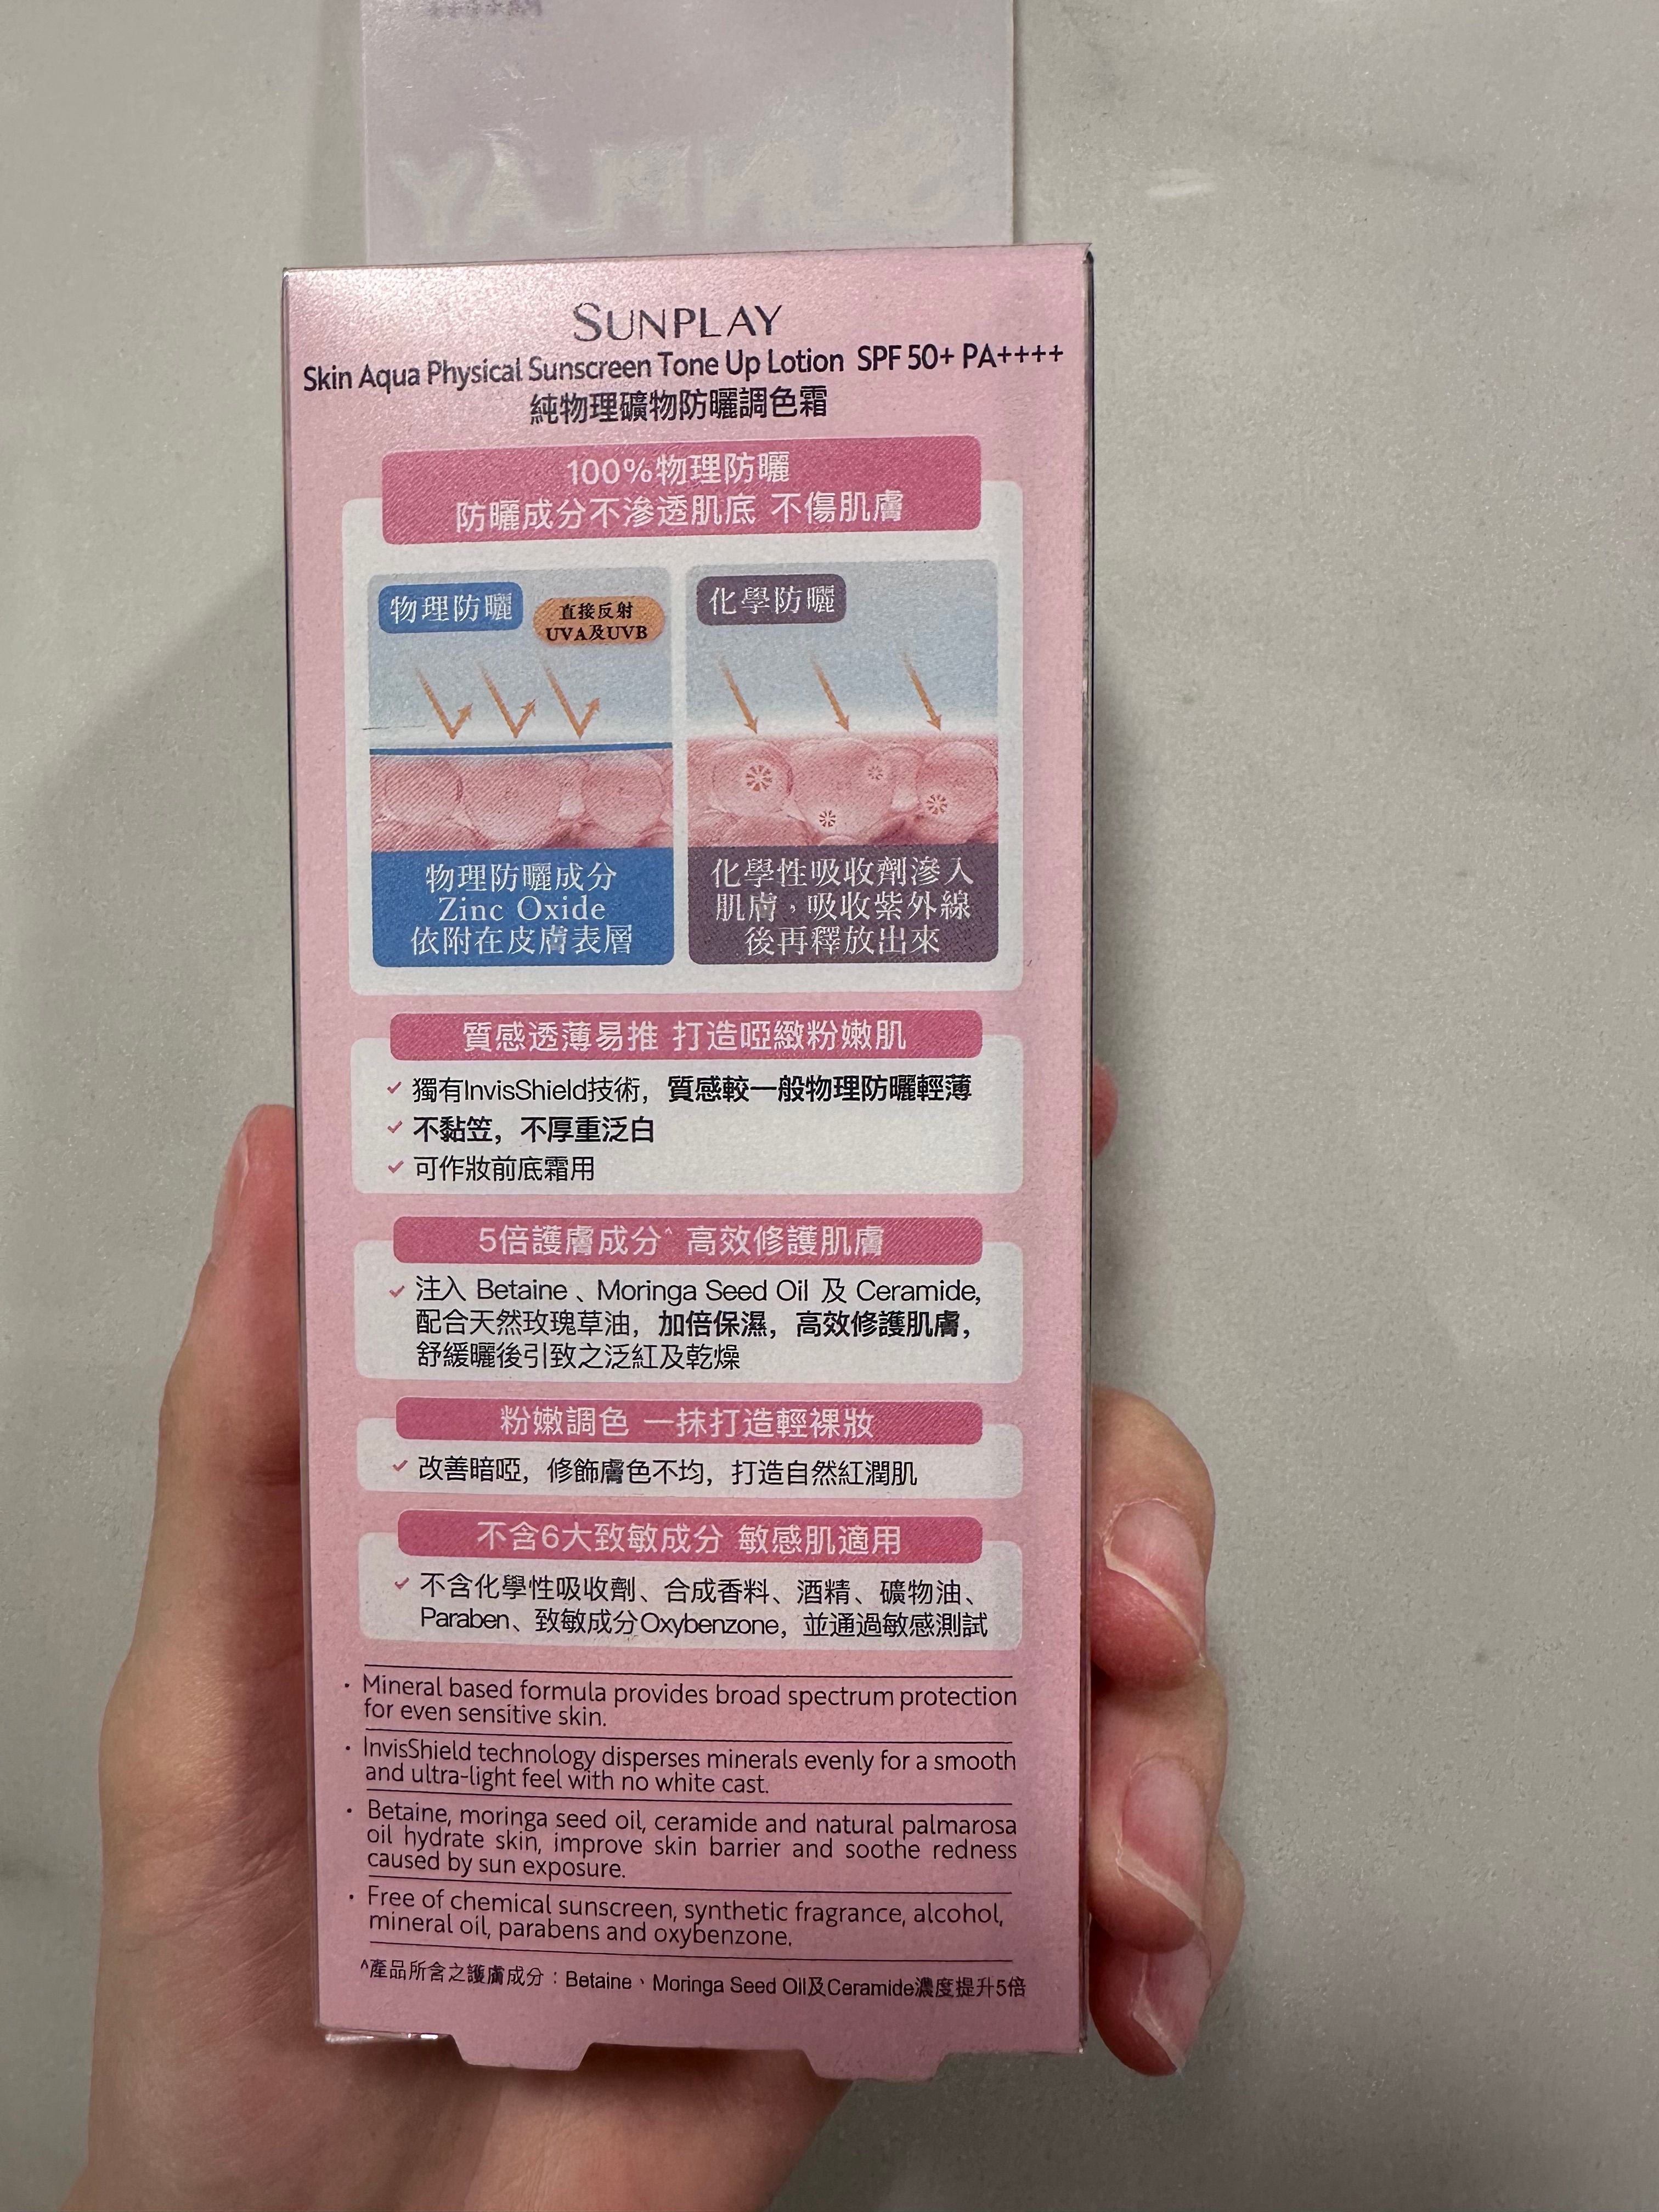 SUNPLAY
SUNPLAY
Skin Aqua Physical Sunscreen Tone Up Lotion SPF 50+ PA++++
純物理礦物防曬調色霜
100%物理防曬
防曬成分不滲透肌底 不傷肌膚
物理防曬
直接反射
UVA及UVB
物理防曬成分
Zinc Oxide
依附在皮膚表層
化學防曬
化學性吸收劑滲入
肌膚，吸收紫外線
後再釋放出來
質感透薄易推 打造啞緻粉嫩肌
✓ 獨有InvisShield技術，質感較一般物理防曬輕薄
✓ 不黏笠，不厚重泛白
✓ 可作妝前底霜用
5倍護膚成分^ 高效修護肌膚
✓ 注入 Betaine、Moringa Seed Oil 及 Ceramide,
配合天然玫瑰草油，加倍保濕，高效修護肌膚，
舒緩曬後引致之泛紅及乾燥
粉嫩調色 一抹打造輕裸妝
✓ 改善暗啞，修飾膚色不均，打造自然紅潤肌
不含6大致敏成分 敏感肌適用
✓ 不含化學性吸收劑、合成香料、酒精、礦物油、
Paraben、致敏成分Oxybenzone，並通過敏感測試
· Mineral based formula provides broad spectrum protection
for even sensitive skin.
· InvisShield technology disperses minerals evenly for a smooth
and ultra-light feel with no white cast.
· Betaine, moringa seed oil, ceramide and natural palmarosa
oil hydrate skin, improve skin barrier and soothe redness
caused by sun exposure.
· Free of chemical sunscreen, synthetic fragrance, alcohol,
mineral oil, parabens and oxybenzone.
^產品所含之護膚成分：Betaine、Moringa Seed Oil及Ceramide濃度提升5倍